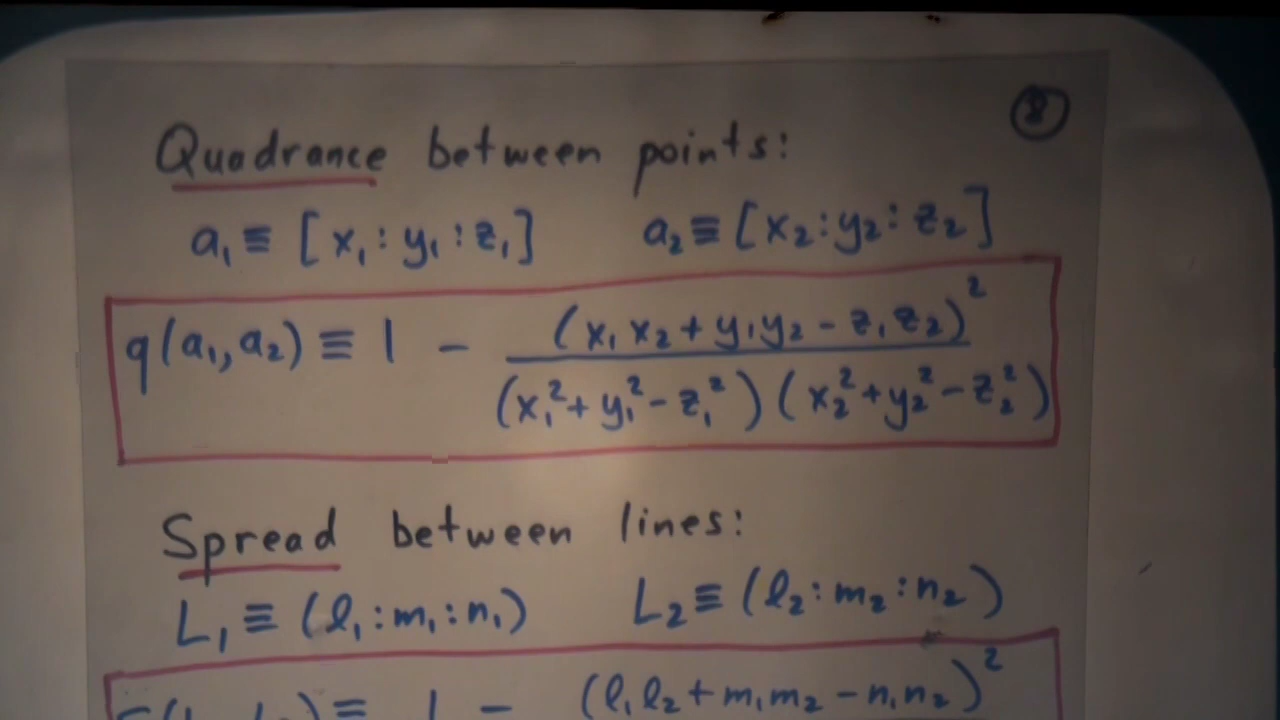 ⑧
Quadrance between points:
a₁ ≡ [x₁ : y₁ : z₁] a₂ ≡ [x₂ : y₂ : z₂]
q(a₁, a₂) ≡ 1 − (x₁x₂ + y₁y₂ − z₁z₂)² / (x₁² + y₁² − z₁²)(x₂² + y₂² − z₂²)
Spread between lines:
L₁ ≡ (l₁ : m₁ : n₁) L₂ ≡ (l₂ : m₂ : n₂)
≡ 1 − (l₁l₂ + m₁m₂ − n₁n₂)²